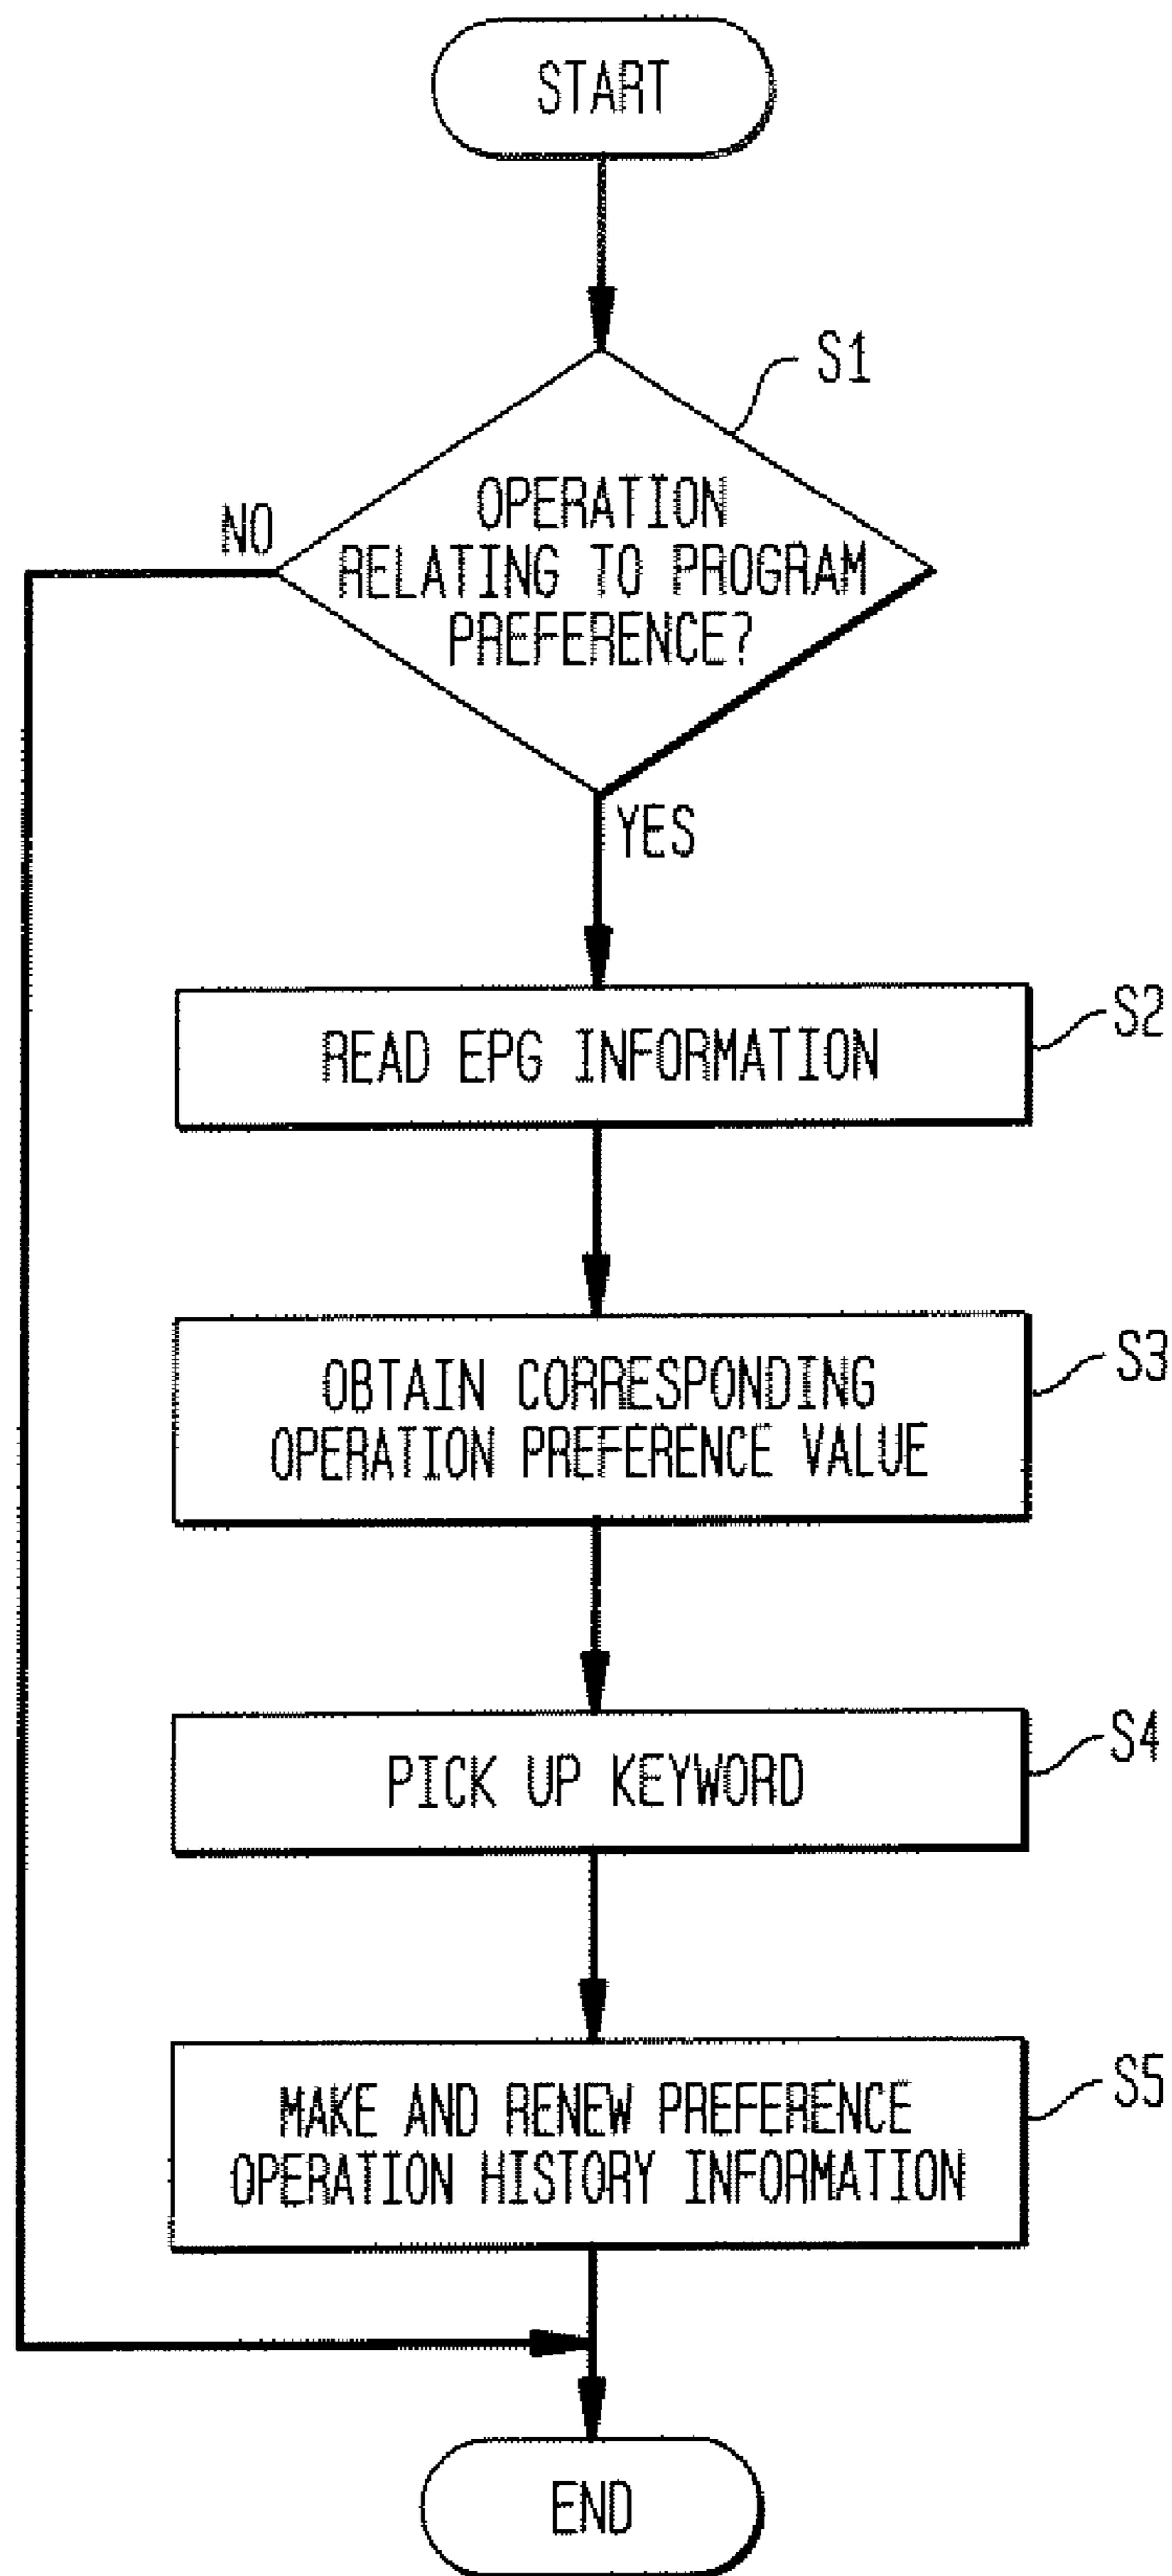 START
S1
OPERATION
RELATING TO PROGRAM
PREFERENCE?
NO
YES
S2
READ EPG INFORMATION
S3
OBTAIN CORRESPONDING
OPERATION PREFERENCE VALUE
S4
PICK UP KEYWORD
S5
MAKE AND RENEW PREFERENCE
OPERATION HISTORY INFORMATION
END